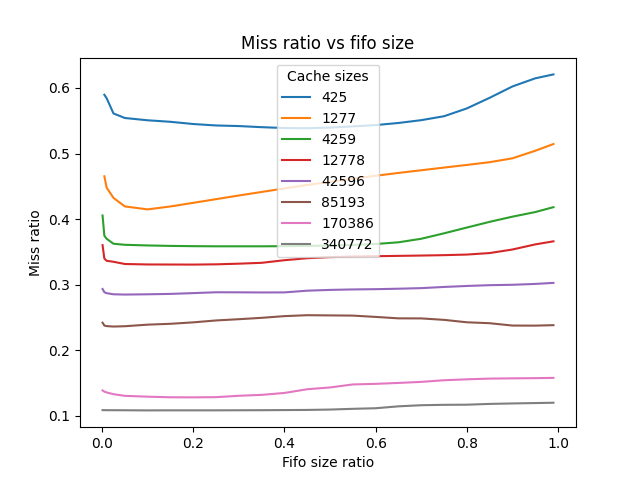 Miss ratio vs fifo size
Cache sizes
425
1277
4259
12778
42596
85193
170386
340772
Miss ratio
0.6
0.5
0.4
0.3
0.2
0.1
0.0 0.2 0.4 0.6 0.8 1.0
Fifo size ratio